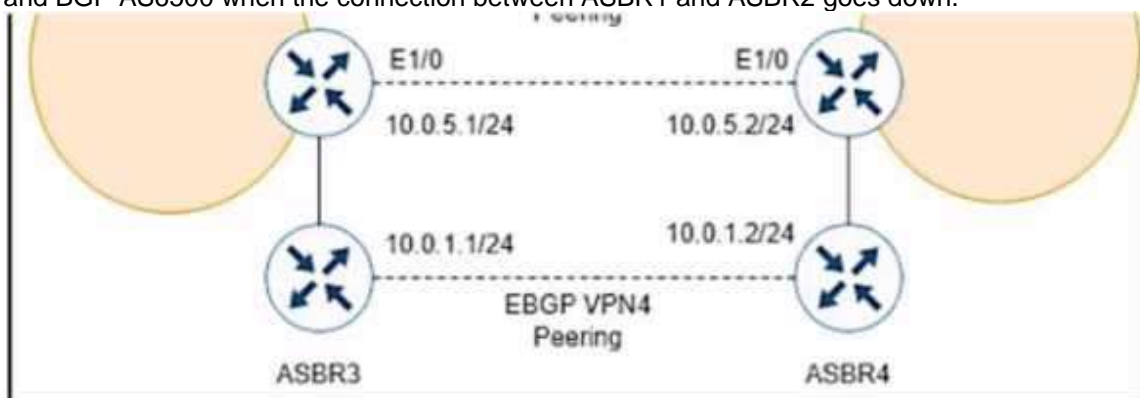 and BGP AS6500 when the connection between ASBR1 and ASBR2 goes down.
Peering
E1/0 E1/0
10.0.5.1/24 10.0.5.2/24
10.0.1.1/24 10.0.1.2/24
EBGP VPN4
Peering
ASBR3 ASBR4